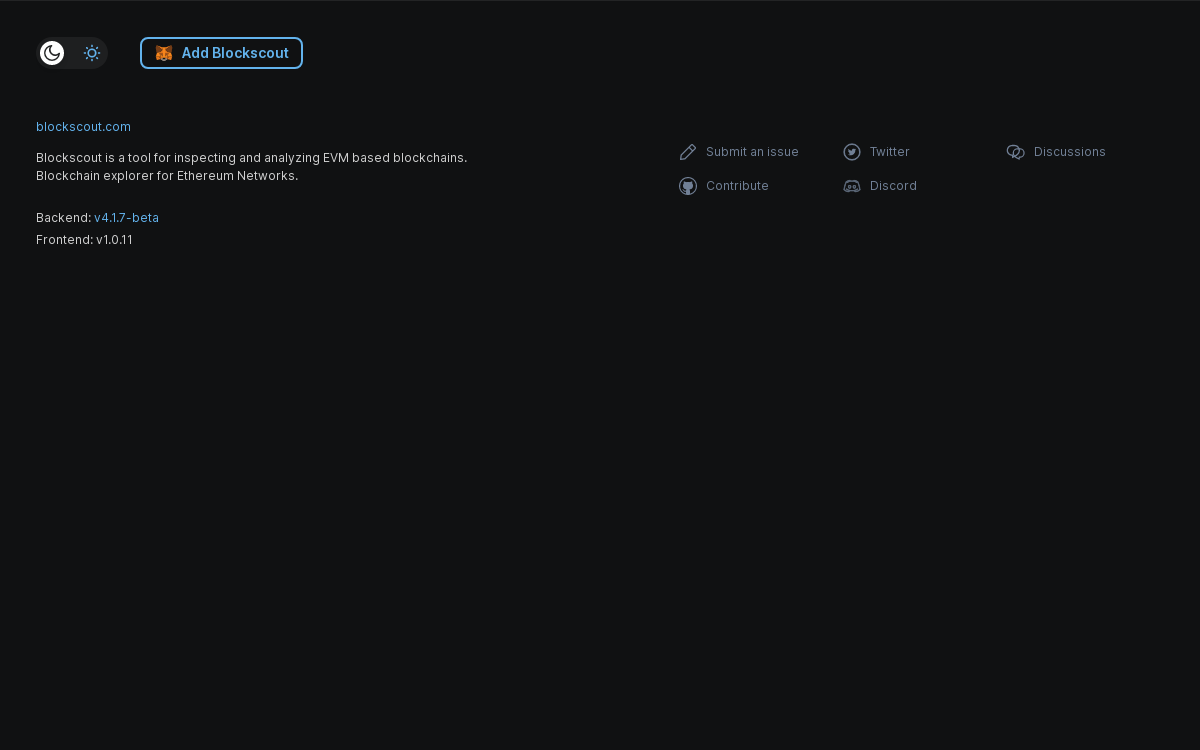 Add Blockscout
blockscout.com
Blockscout is a tool for inspecting and analyzing EVM based blockchains.
Blockchain explorer for Ethereum Networks.
Backend: v4.1.7-beta
Frontend: v1.0.11
Submit an issue
Twitter
Discussions
Contribute
Discord